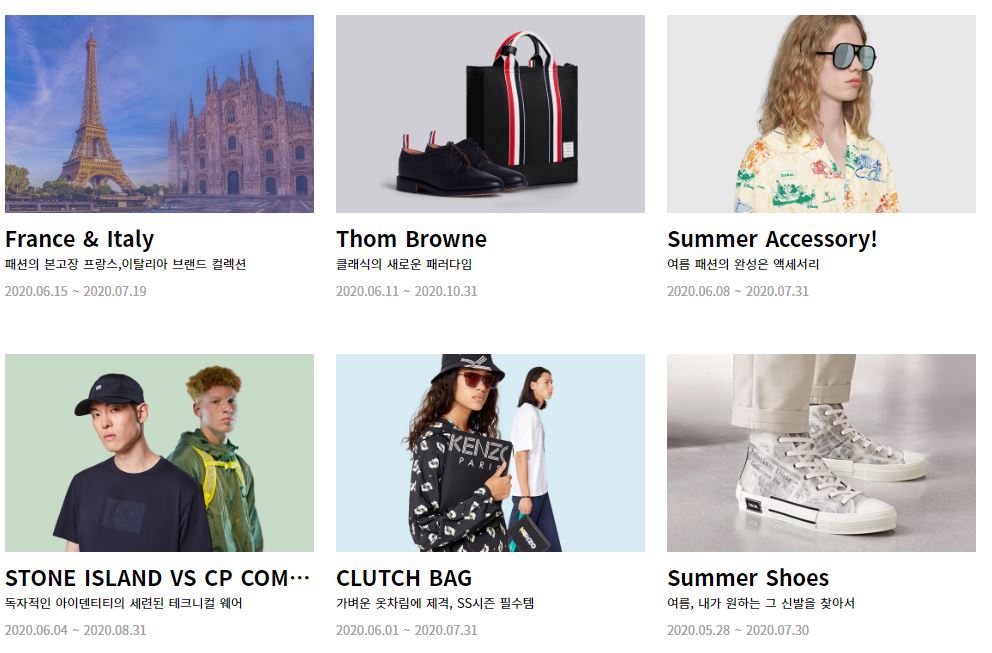 France & Italy
패션의 본고장 프랑스,이탈리아 브랜드 컬렉션
2020.06.15 ~ 2020.07.19
Thom Browne
클래식의 새로운 패러다임
2020.06.11 ~ 2020.10.31
Summer Accessory!
여름 패션의 완성은 액세서리
2020.06.08 ~ 2020.07.31
KENZO
PARIS
KENZO
STONE ISLAND VS CP COM···
독자적인 아이덴티티의 세련된 테크니컬 웨어
2020.06.04 ~ 2020.08.31
CLUTCH BAG
가벼운 옷차림에 제격, SS시즌 필수템
2020.06.01 ~ 2020.07.31
Summer Shoes
여름, 내가 원하는 그 신발을 찾아서
2020.05.28 ~ 2020.07.30